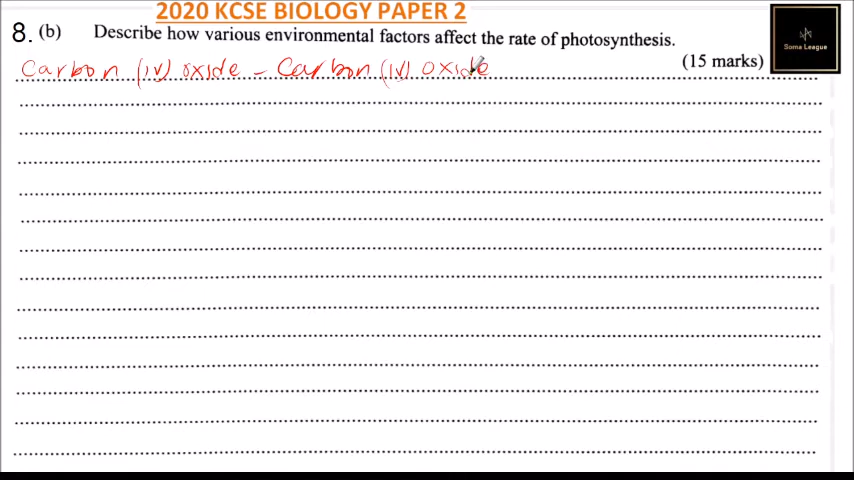 2020 KCSE BIOLOGY PAPER 2
8. (b) Describe how various environmental factors affect the rate of photosynthesis.
(15 marks)
Soma League
Carbon (iv) oxide - Carbon (iv) oxide